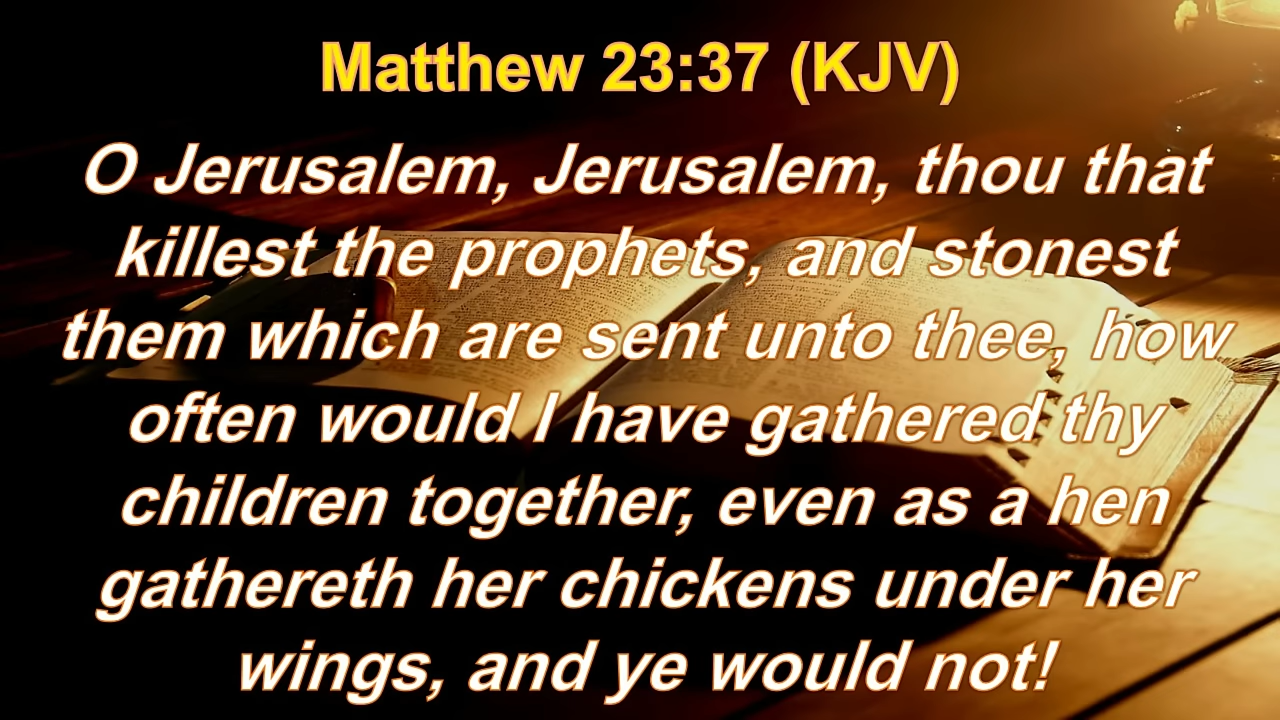 Matthew 23:37 (KJV)
O Jerusalem, Jerusalem, thou that
killest the prophets, and stonest
them which are sent unto thee, how
often would I have gathered thy
children together, even as a hen
gathereth her chickens under her
wings, and ye would not!